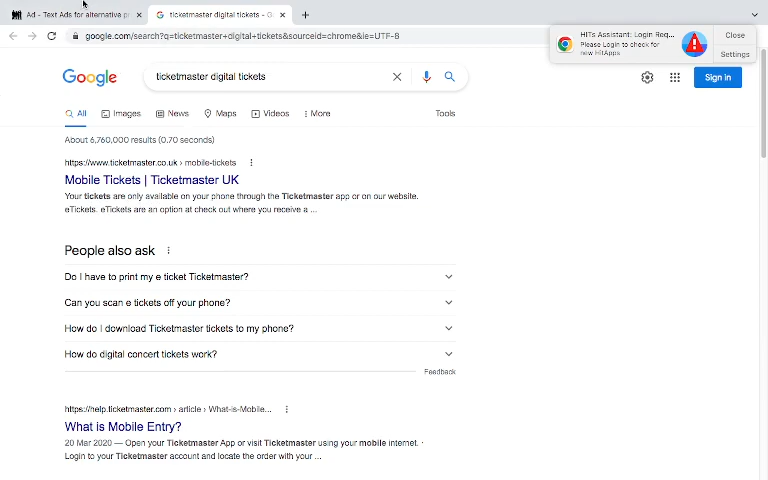 Ad - Text Ads for alternative pr
ticketmaster digital tickets - G
google.com/search?q=ticketmaster+digital+tickets&sourceid=chrome&ie=UTF-8
HITs Assistant: Login Req...
Please Login to check for
new HitApps
Close
Settings
Google
ticketmaster digital tickets
Sign in
All
Images
News
Maps
Videos
More
Tools
About 6,760,000 results (0.70 seconds)
https://www.ticketmaster.co.uk › mobile-tickets
Mobile Tickets | Ticketmaster UK
Your tickets are only available on your phone through the Ticketmaster app or on our website.
eTickets. eTickets are an option at check out where you receive a ...
People also ask
Do I have to print my e ticket Ticketmaster?
Can you scan e tickets off your phone?
How do I download Ticketmaster tickets to my phone?
How do digital concert tickets work?
Feedback
https://help.ticketmaster.com › article › What-is-Mobile...
What is Mobile Entry?
20 Mar 2020 — Open your Ticketmaster App or visit Ticketmaster using your mobile internet. ·
Login to your Ticketmaster account and locate the order with your ...